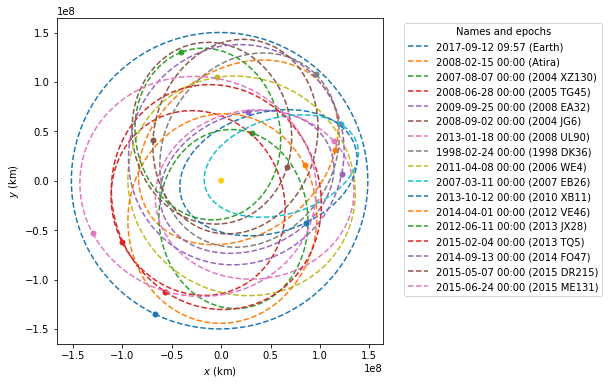 1e8
Names and epochs
2017-09-12 09:57 (Earth)
2008-02-15 00:00 (Atira)
2007-08-07 00:00 (2004 XZ130)
2008-06-28 00:00 (2005 TG45)
2009-09-25 00:00 (2008 EA32)
2008-09-02 00:00 (2004 JG6)
2013-01-18 00:00 (2008 UL90)
1998-02-24 00:00 (1998 DK36)
2011-04-08 00:00 (2006 WE4)
2007-03-11 00:00 (2007 EB26)
2013-10-12 00:00 (2010 XB11)
2014-04-01 00:00 (2012 VE46)
2012-06-11 00:00 (2013 JX28)
2015-02-04 00:00 (2013 TQ5)
2014-09-13 00:00 (2014 FO47)
2015-05-07 00:00 (2015 DR215)
2015-06-24 00:00 (2015 ME131)
1.5
1.0
0.5
0.0
−0.5
−1.0
−1.5
y (km)
−1.5 −1.0 −0.5 0.0 0.5 1.0 1.5
1e8
x (km)